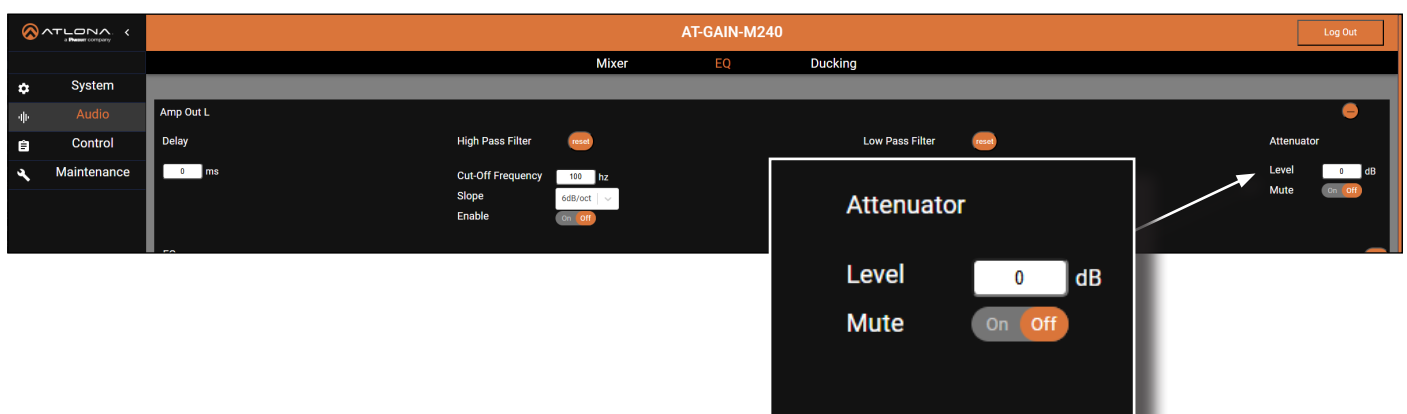 ATLONA
a Panduit company
AT-GAIN-M240
Log Out
Mixer
EQ
Ducking
System
Audio
Control
Maintenance
Amp Out L
Delay
0 ms
High Pass Filter reset
Cut-Off Frequency 100 hz
Slope 6dB/oct
Enable On Off
Low Pass Filter reset
Attenuator
Level 0 dB
Mute On Off
Attenuator
Level 0 dB
Mute On Off